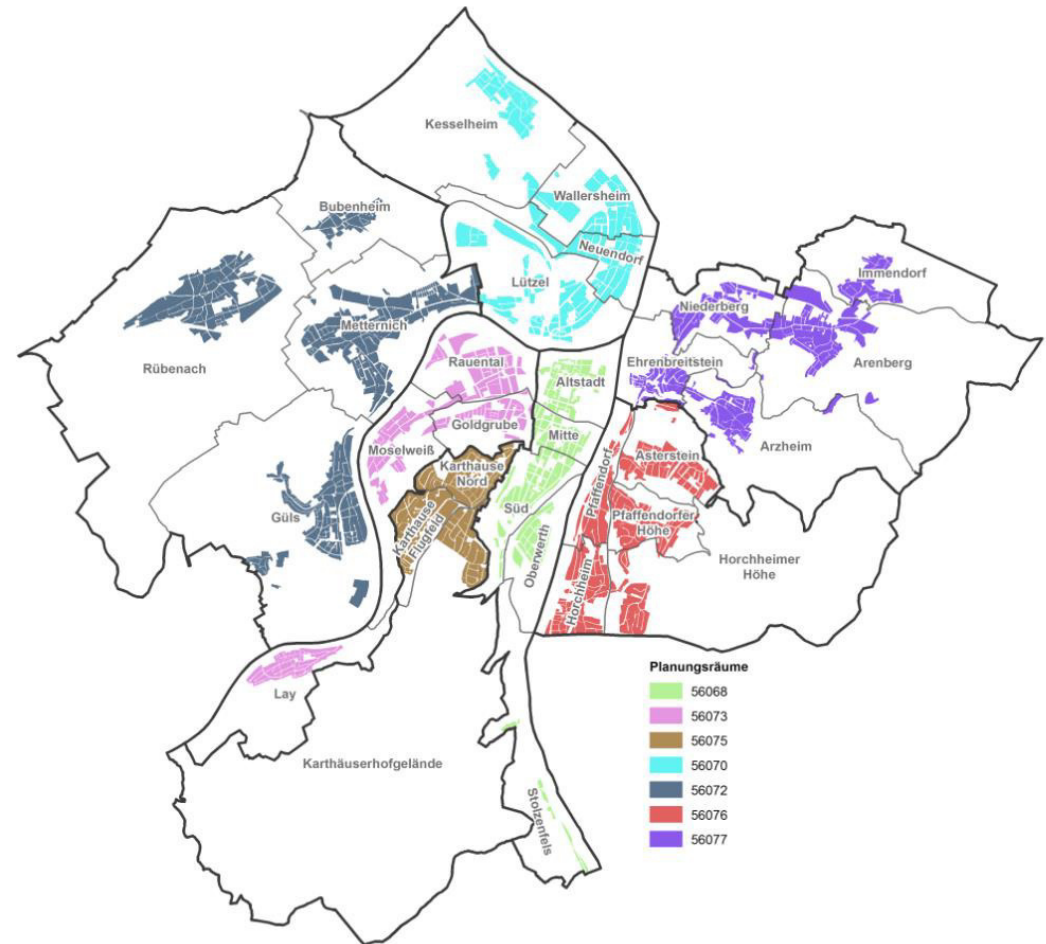 Kesselheim
Bubenheim
Wallersheim
Neuendorf
Lützel
Immendorf
Niederberg
Metternich
Rübenach
Rauental
Ehrenbreitstein
Arenberg
Altstadt
Goldgrube
Mitte
Moselweiß
Arzheim
Asterstein
Karthause
Nord
Pfaffendorf
Süd
Güls
Karthause
Flugfeld
Pfaffendorfer
Höhe
Oberwerth
Horchheimer
Höhe
Horchheim
Lay
Karthäuserhofgelände
Stolzenfels
Planungsräume
56068
56073
56075
56070
56072
56076
56077